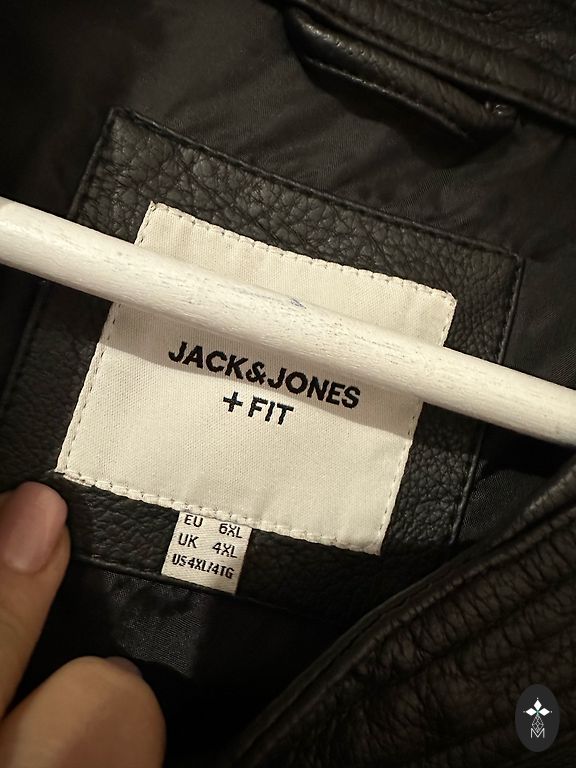 JACK&JONES
+FIT
EU 6XL
UK 4XL
US4XL/4TG
M